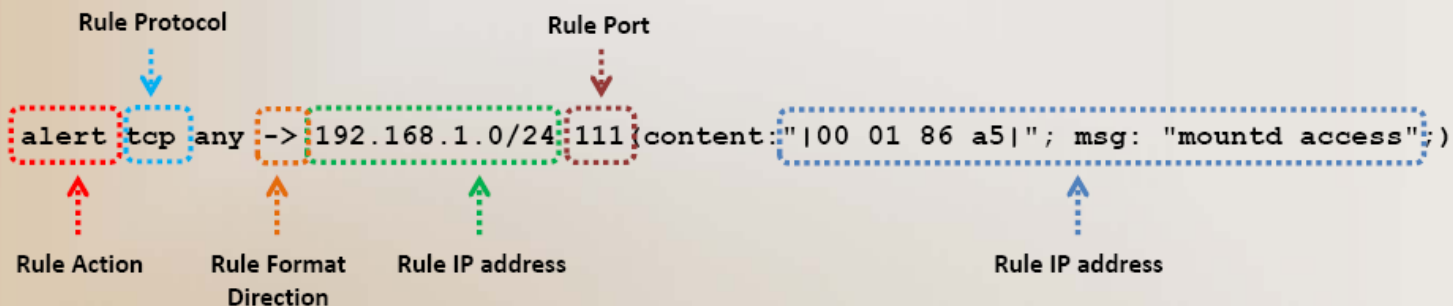 Rule Protocol
Rule Port
alert tcp any -> 192.168.1.0/24 111(content:"|00 01 86 a5|"; msg: "mountd access";)
Rule Action
Rule Format
Direction
Rule IP address
Rule IP address